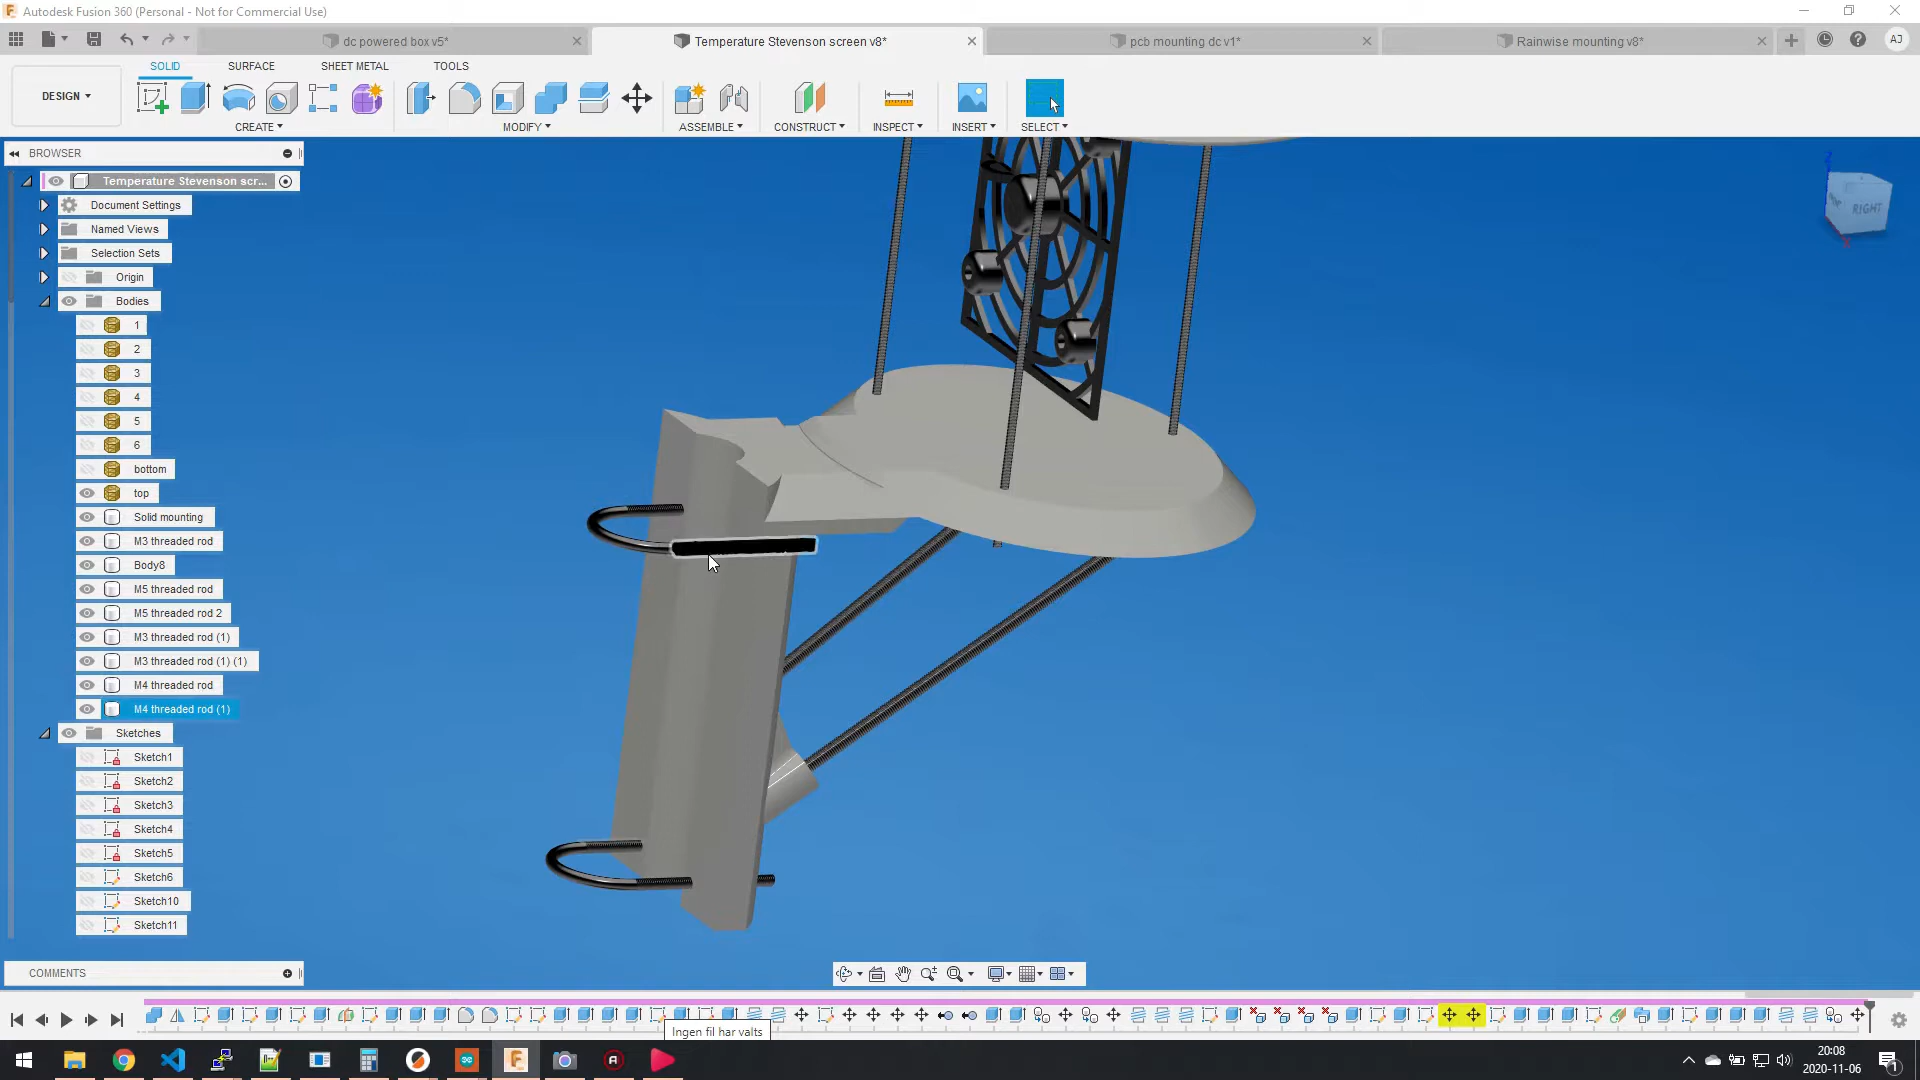 Autodesk Fusion 360 (Personal - Not for Commercial Use)
dc powered box v5*
Temperature Stevenson screen v8*
pcb mounting dc v1*
Rainwise mounting v8*
AJ
SOLID
SURFACE
SHEET METAL
TOOLS
DESIGN
CREATE
MODIFY
ASSEMBLE
CONSTRUCT
INSPECT
INSERT
SELECT
BROWSER
Temperature Stevenson scr...
Document Settings
Named Views
Selection Sets
Origin
Bodies
1
2
3
4
5
6
bottom
top
Solid mounting
M3 threaded rod
Body8
M5 threaded rod
M5 threaded rod 2
M3 threaded rod (1)
M3 threaded rod (1) (1)
M4 threaded rod
M4 threaded rod (1)
Sketches
Sketch1
Sketch2
Sketch3
Sketch4
Sketch5
Sketch6
Sketch10
Sketch11
Z
RIGHT
COMMENTS
Ingen fil har valts
20:08
2020-11-06
1